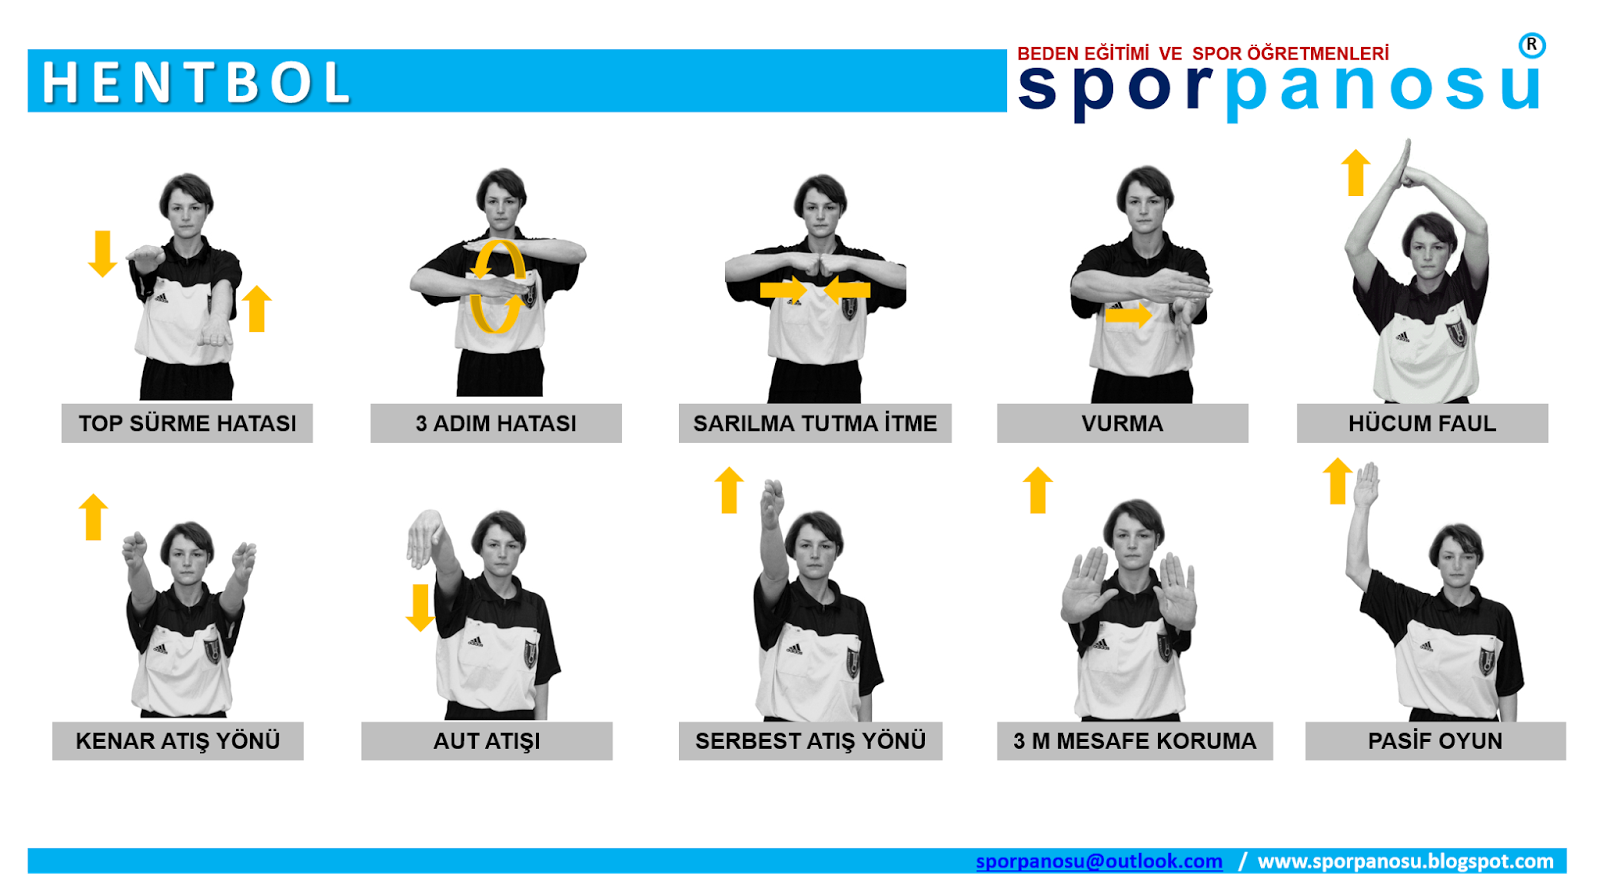 HENTBOL
BEDEN EĞİTİMİ VE SPOR ÖĞRETMENLERİ
sporpanosu
R
TOP SÜRME HATASI
3 ADIM HATASI
SARILMA TUTMA İTME
VURMA
HÜCUM FAUL
KENAR ATIŞ YÖNÜ
AUT ATIŞI
SERBEST ATIŞ YÖNÜ
3 M MESAFE KORUMA
PASİF OYUN
sporpanosu@outlook.com / www.sporpanosu.blogspot.com